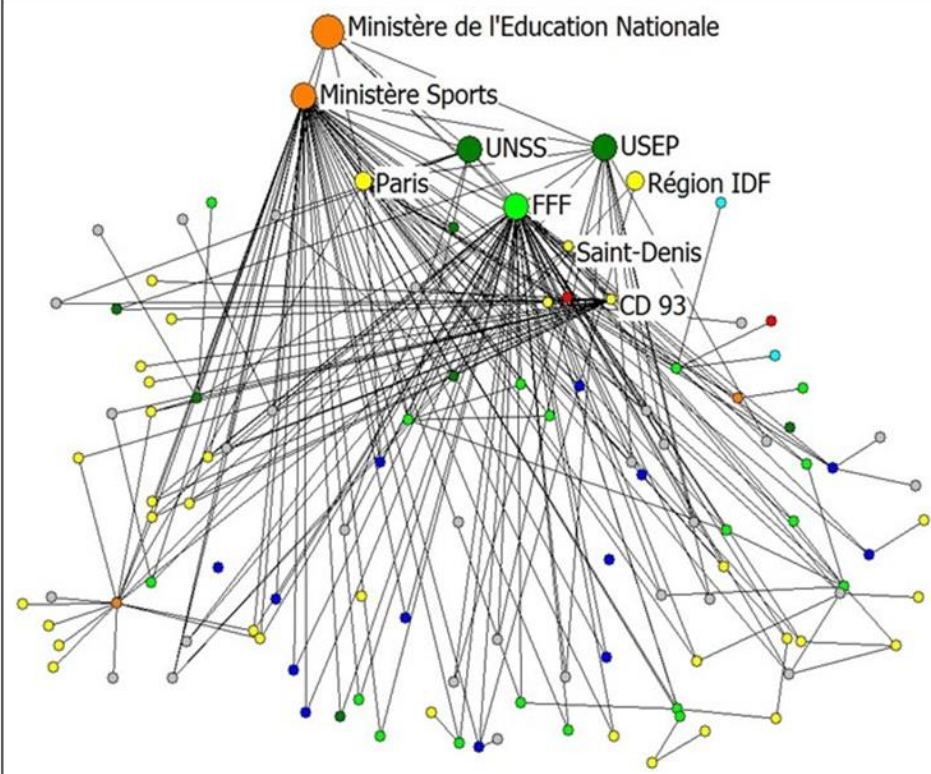 Ministère de l'Education Nationale
Ministère Sports
UNSS
USEP
Paris
Région IDF
FFF
Saint-Denis
CD 93